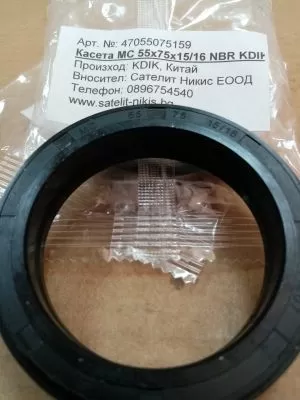 Арт. №: 47055075159
Касета MC 55x75x15/16 NBR KDIK
Произход: KDIK, Китай
Вносител: Сателит Никис ЕООД
Телефон: 0896754540
www.satelit-nikis.bg
55 75 15/16